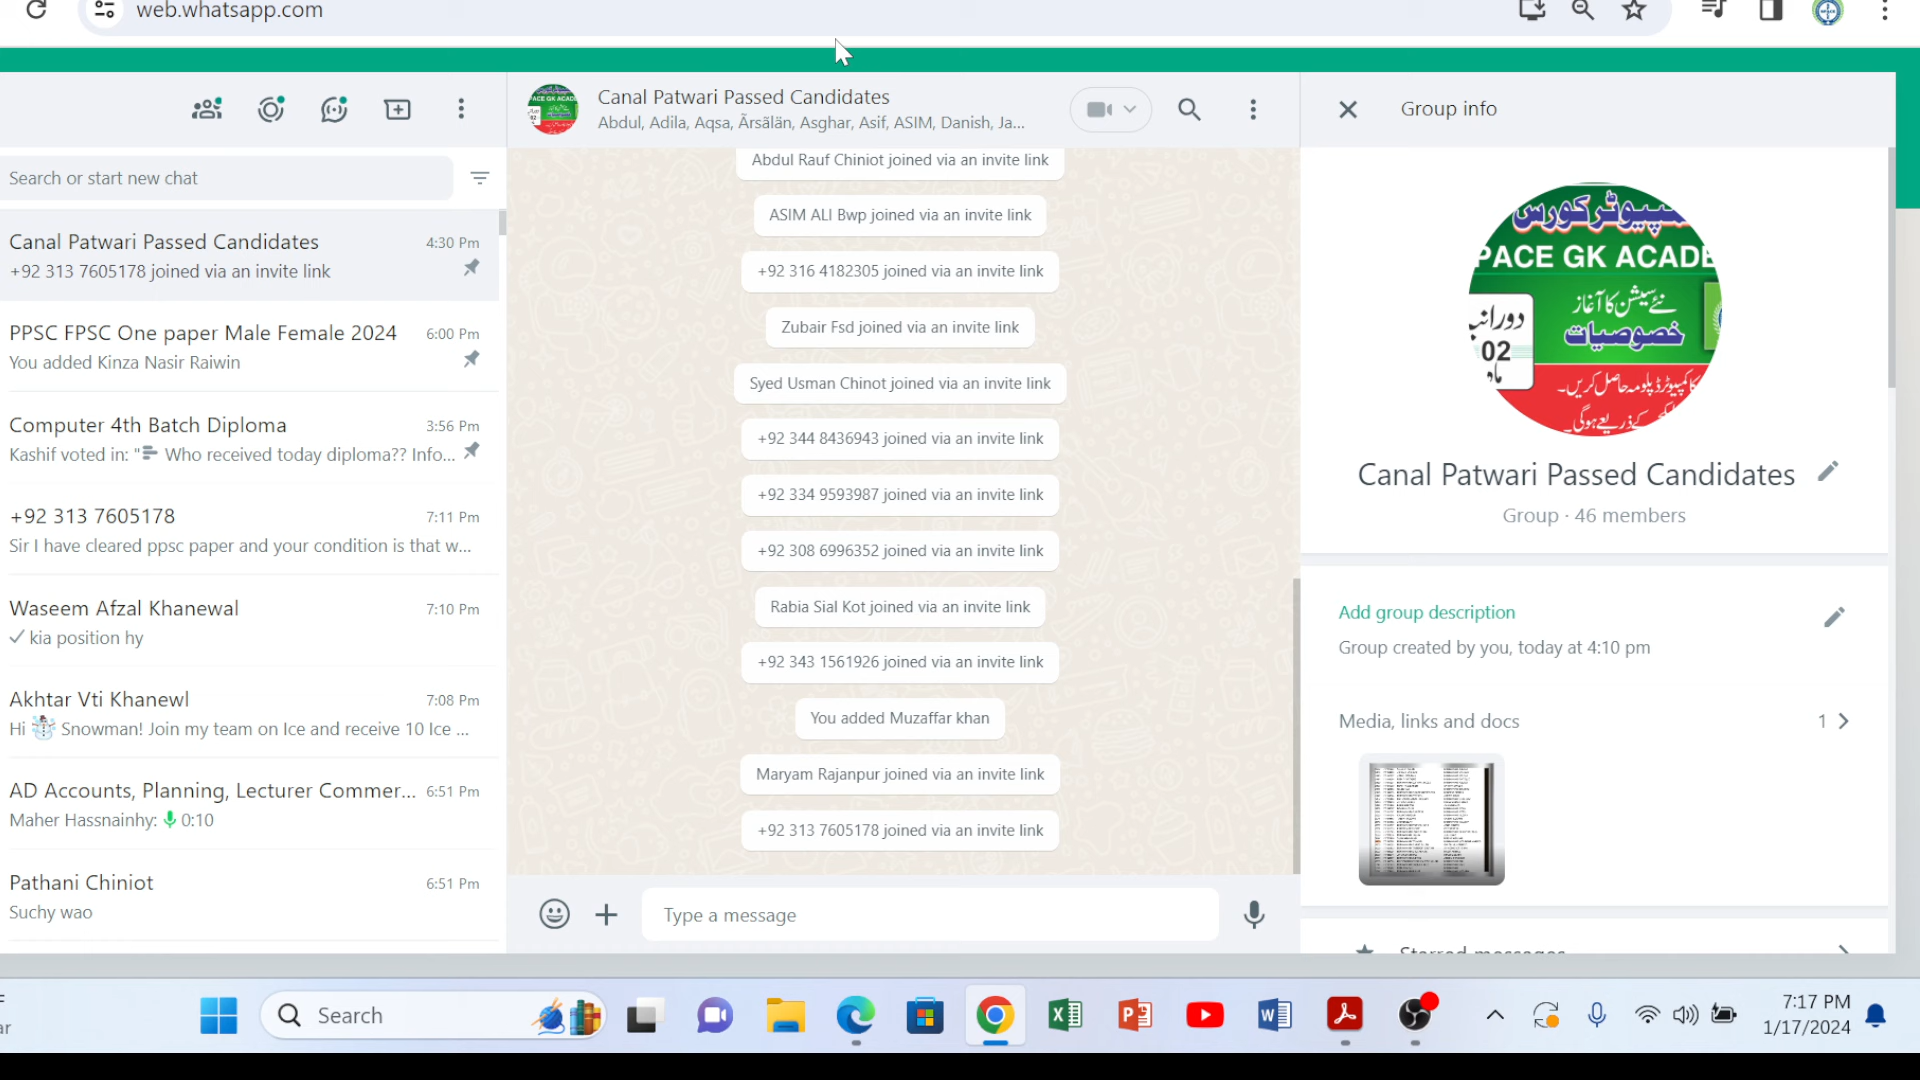 web.whatsapp.com
Canal Patwari Passed Candidates
Abdul, Adila, Aqsa, Ãrsälän, Asghar, Asif, ASIM, Danish, Ja...
Group info
Search or start new chat
Canal Patwari Passed Candidates
4:30 Pm
+92 313 7605178 joined via an invite link
PPSC FPSC One paper Male Female 2024
6:00 Pm
You added Kinza Nasir Raiwin
Computer 4th Batch Diploma
3:56 Pm
Kashif voted in: " Who received today diploma?? Info...
+92 313 7605178
7:11 Pm
Sir I have cleared ppsc paper and your condition is that w...
Waseem Afzal Khanewal
7:10 Pm
kia position hy
Akhtar Vti Khanewl
7:08 Pm
Hi ☃️ Snowman! Join my team on Ice and receive 10 Ice ...
AD Accounts, Planning, Lecturer Commer...
6:51 Pm
Maher Hassnainhy: 0:10
Pathani Chiniot
6:51 Pm
Suchy wao
Abdul Rauf Chiniot joined via an invite link
ASIM ALI Bwp joined via an invite link
+92 316 4182305 joined via an invite link
Zubair Fsd joined via an invite link
Syed Usman Chinot joined via an invite link
+92 344 8436943 joined via an invite link
+92 334 9593987 joined via an invite link
+92 308 6996352 joined via an invite link
Rabia Sial Kot joined via an invite link
+92 343 1561926 joined via an invite link
You added Muzaffar khan
Maryam Rajanpur joined via an invite link
+92 313 7605178 joined via an invite link
Type a message
کورس
PACE GK ACADE
نئے سیشن کا آغاز
خصوصیات
02
ماہ
کمپیوٹر ڈپلومہ حاصل کریں۔
کے ذریعے ہوگی۔
Canal Patwari Passed Candidates
Group · 46 members
Add group description
Group created by you, today at 4:10 pm
Media, links and docs
1
Starred messages
Search
7:17 PM
1/17/2024